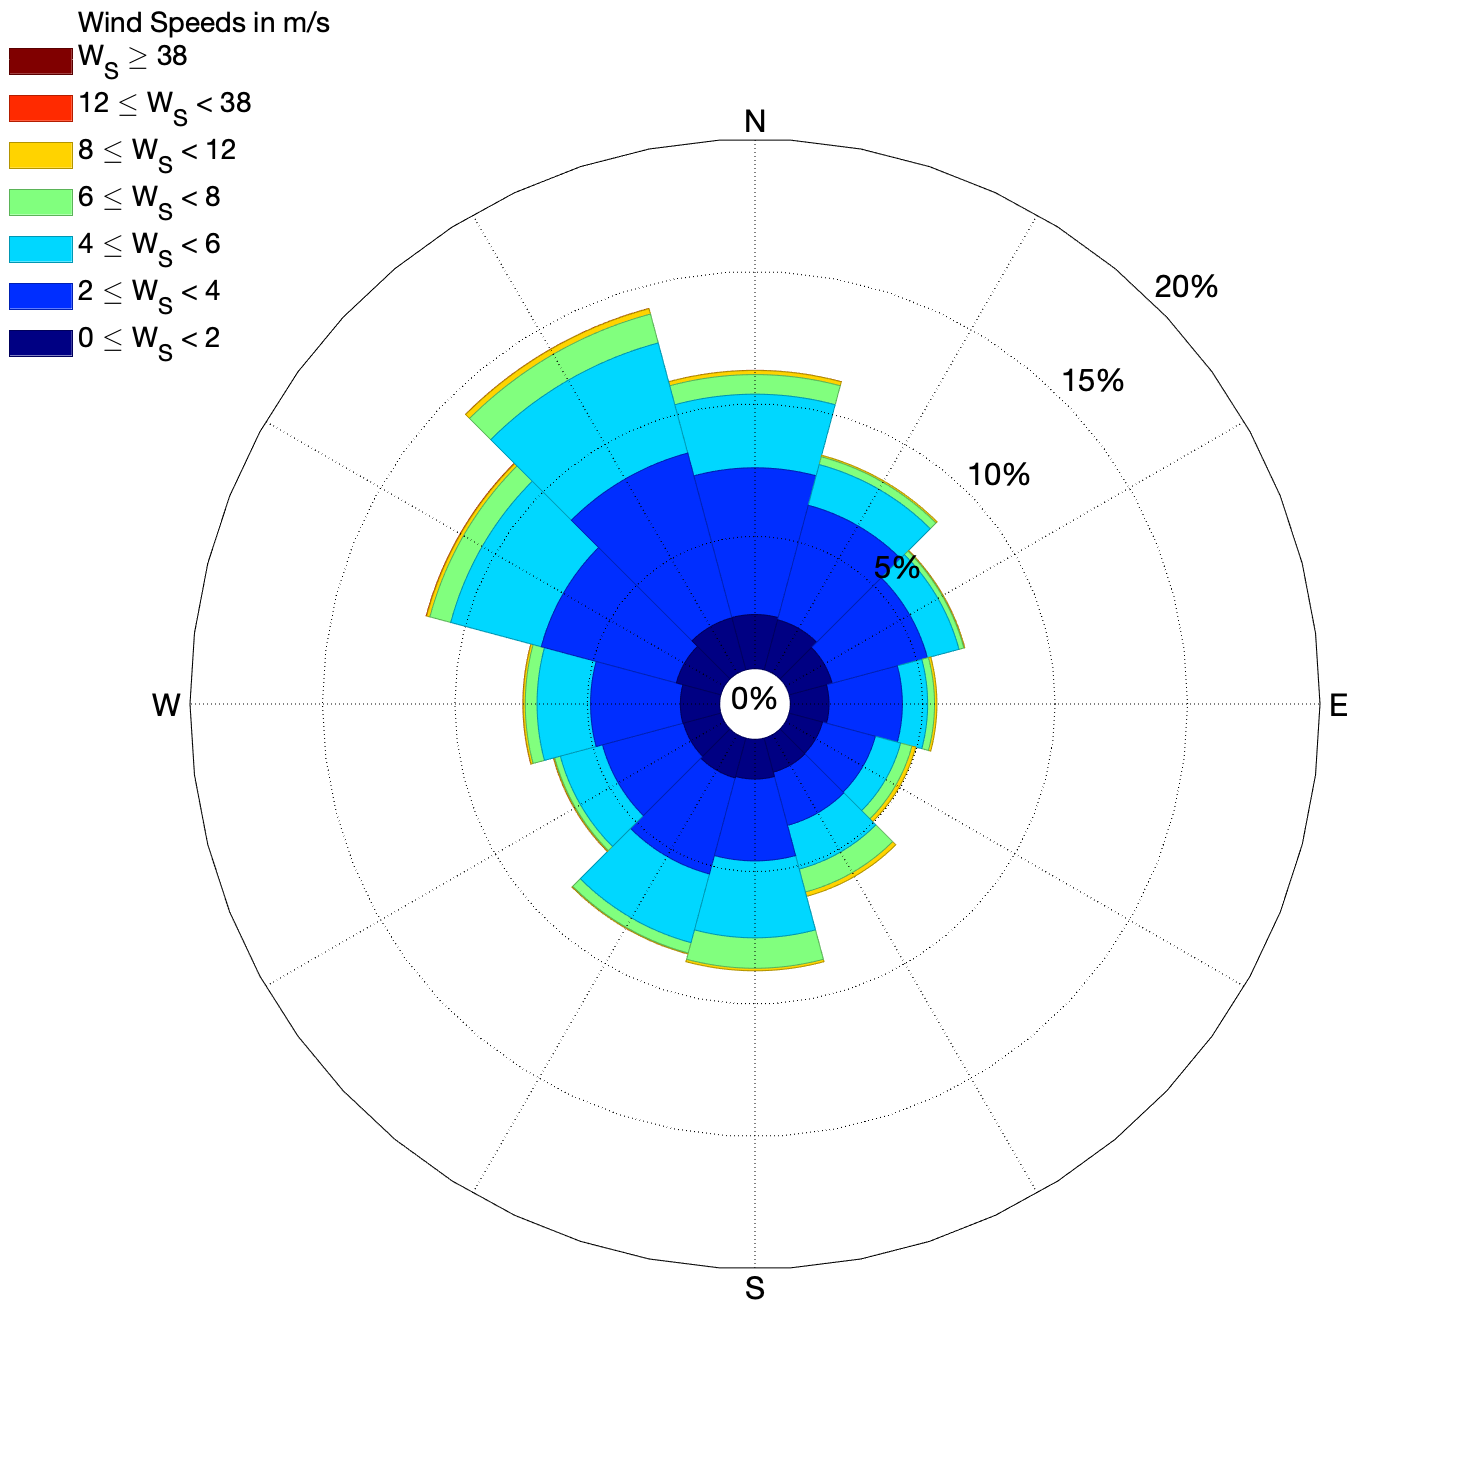 Wind Speeds in m/s
W_S ≥ 38
12 ≤ W_S < 38
8 ≤ W_S < 12
6 ≤ W_S < 8
4 ≤ W_S < 6
2 ≤ W_S < 4
0 ≤ W_S < 2
N
20%
15%
10%
5%
0%
W
E
S